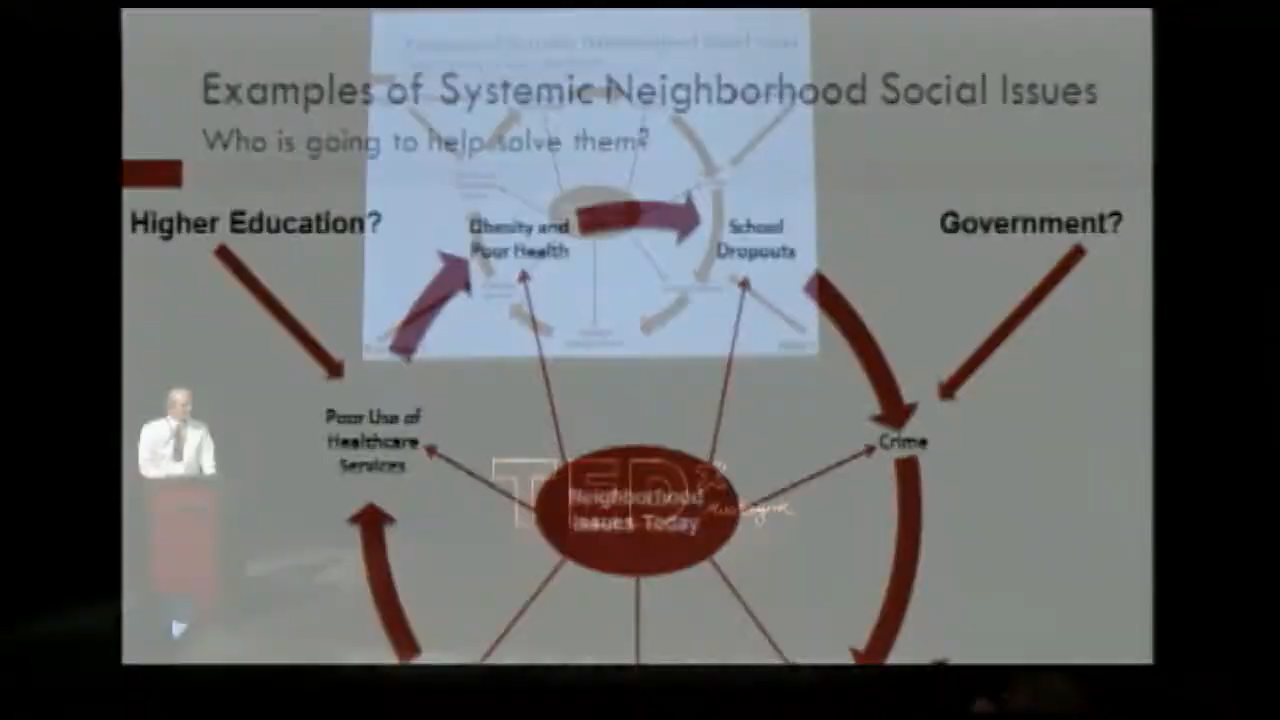 Examples of Systemic Neighborhood Social Issues
Who is going to help solve them?
Higher Education?
Government?
Obesity and
Poor Health
School
Dropouts
Poor Use of
Healthcare
Services
Crime
TEDx
Neighborhood
Issues Today